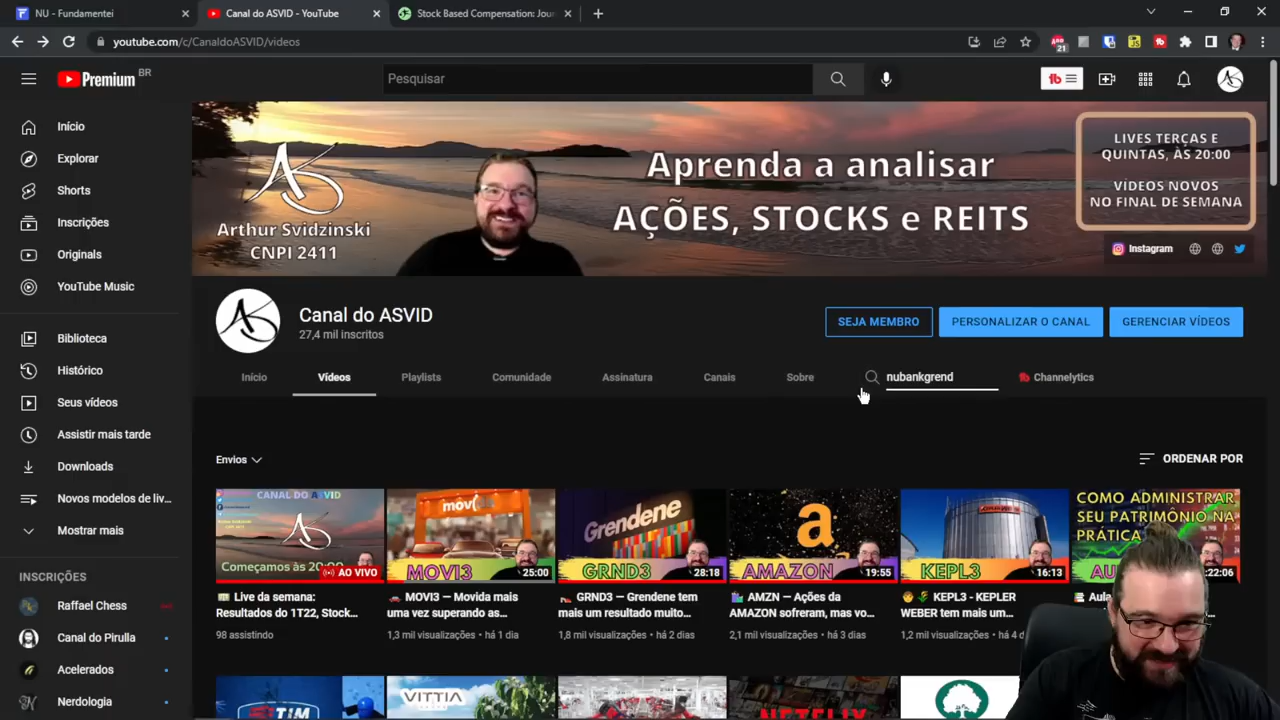 NU - Fundamentei
Canal do ASVID - YouTube
Stock Based Compensation: Jour
youtube.com/c/CanaldoASVID/videos
21
Premium BR
Pesquisar
Início
Explorar
Shorts
Inscrições
Originals
YouTube Music
Biblioteca
Histórico
Seus vídeos
Assistir mais tarde
Downloads
Novos modelos de liv...
Mostrar mais
INSCRIÇÕES
Raffael Chess
Canal do Pirulla
Acelerados
Nerdologia
Arthur Svidzinski
CNPI 2411
Aprenda a analisar
AÇÕES, STOCKS e REITS
LIVES TERÇAS E
QUINTAS, ÀS 20:00
VÍDEOS NOVOS
NO FINAL DE SEMANA
Instagram
Canal do ASVID
27,4 mil inscritos
SEJA MEMBRO
PERSONALIZAR O CANAL
GERENCIAR VÍDEOS
Início
Vídeos
Playlists
Comunidade
Assinatura
Canais
Sobre
nubankgrend
Channelytics
Envios
ORDENAR POR
CANAL DO ASVID
Começamos às 20:00
AO VIVO
Live da semana:
Resultados do 1T22, Stock...
98 assistindo
movi
MOVI3
25:00
MOVI3 — Movida mais
uma vez superando as...
1,3 mil visualizações • há 1 dia
Grendene
GRND3
28:18
GRND3 — Grendene tem
mais um resultado muito...
1,8 mil visualizações • há 2 dias
a
AMAZON
19:55
AMZN — Ações da
AMAZON sofreram, mas vo...
2,1 mil visualizações • há 3 dias
KEPL3
16:13
KEPL3 - KEPLER
WEBER tem mais um...
1,2 mil visualizações • há 4 d
COMO ADMINISTRAR
SEU PATRIMÔNIO NA
PRÁTICA
AU
:22:06
Aula
TIM
VITTIA
NETFLIX